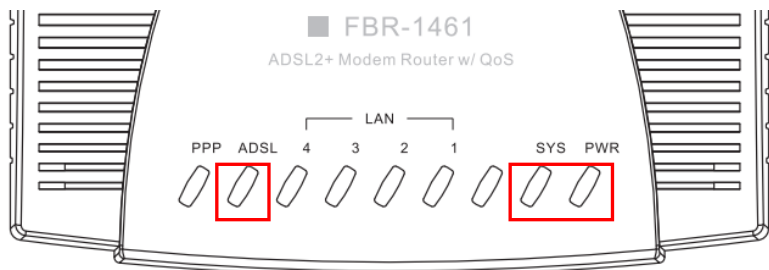 FBR-1461
ADSL2+ Modem Router w/ QoS
LAN
PPP ADSL 4 3 2 1 SYS PWR